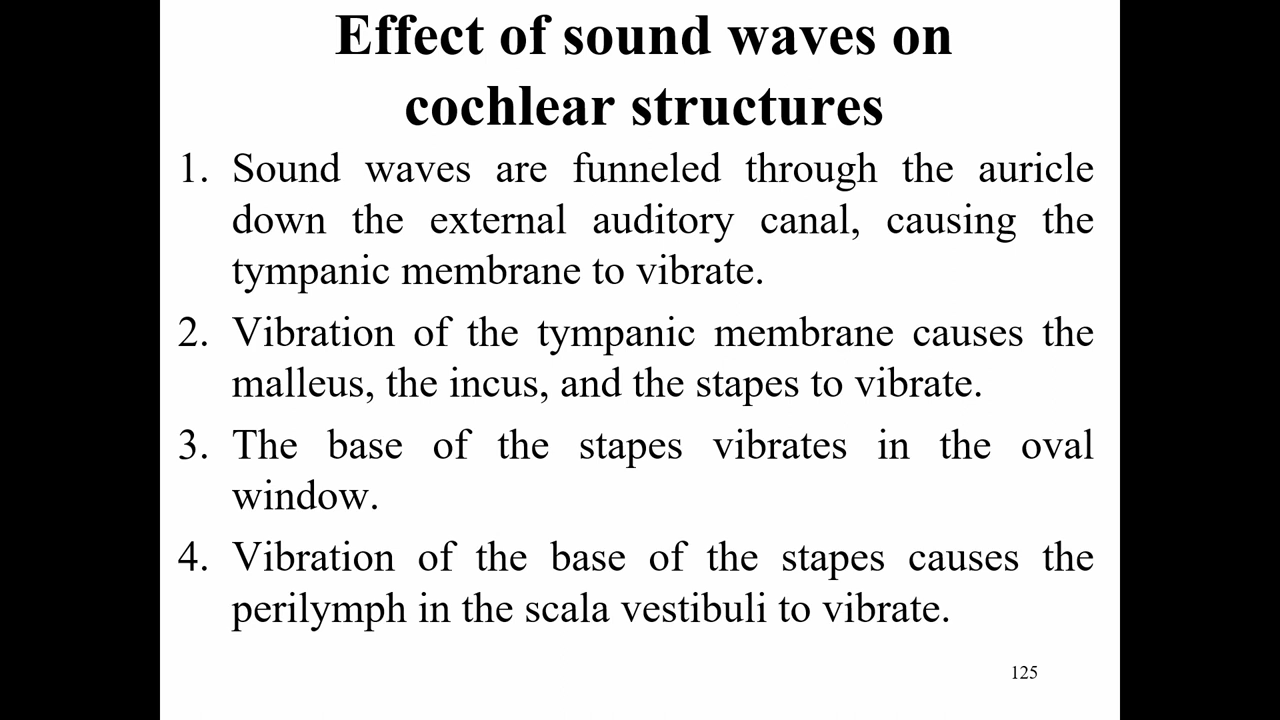 Effect of sound waves on
cochlear structures
1. Sound waves are funneled through the auricle
down the external auditory canal, causing the
tympanic membrane to vibrate.
2. Vibration of the tympanic membrane causes the
malleus, the incus, and the stapes to vibrate.
3. The base of the stapes vibrates in the oval
window.
4. Vibration of the base of the stapes causes the
perilymph in the scala vestibuli to vibrate.
125